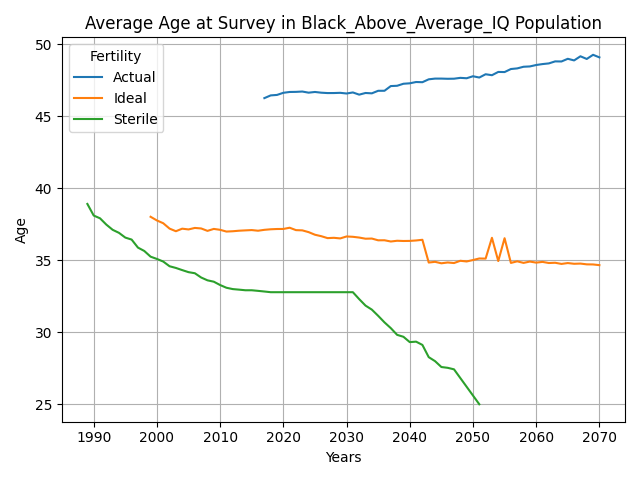 Average Age at Survey in Black_Above_Average_IQ Population
Fertility
Actual
Ideal
Sterile
Age
50
45
40
35
30
25
1990 2000 2010 2020 2030 2040 2050 2060 2070
Years